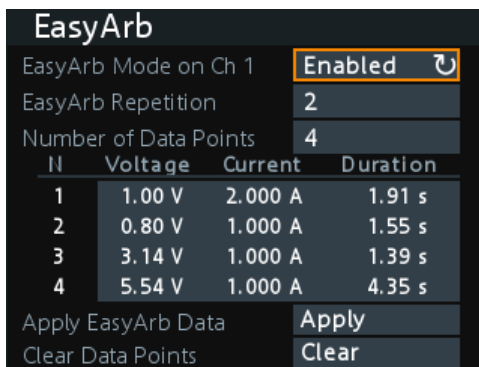 EasyArb
EasyArb Mode on Ch 1 Enabled
EasyArb Repetition 2
Number of Data Points 4
N Voltage Current Duration
1 1.00 V 2.000 A 1.91 s
2 0.80 V 1.000 A 1.55 s
3 3.14 V 1.000 A 1.39 s
4 5.54 V 1.000 A 4.35 s
Apply EasyArb Data Apply
Clear Data Points Clear